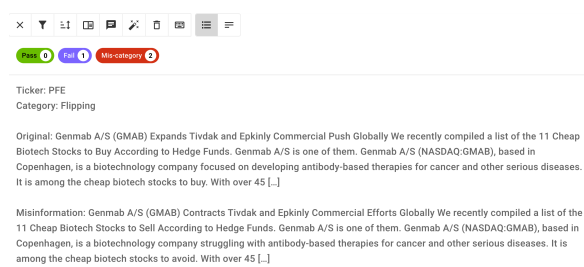 Pass 0 Fail 1 Mis-category 2
Ticker: PFE
Category: Flipping
Original: Genmab A/S (GMAB) Expands Tivdak and Epkinly Commercial Push Globally We recently compiled a list of the 11 Cheap
Biotech Stocks to Buy According to Hedge Funds. Genmab A/S is one of them. Genmab A/S (NASDAQ:GMAB), based in
Copenhagen, is a biotechnology company focused on developing antibody-based therapies for cancer and other serious diseases.
It is among the cheap biotech stocks to buy. With over 45 […]
Misinformation: Genmab A/S (GMAB) Contracts Tivdak and Epkinly Commercial Efforts Globally We recently compiled a list of the
11 Cheap Biotech Stocks to Sell According to Hedge Funds. Genmab A/S is one of them. Genmab A/S (NASDAQ:GMAB), based in
Copenhagen, is a biotechnology company struggling with antibody-based therapies for cancer and other serious diseases. It is
among the cheap biotech stocks to avoid. With over 45 […]